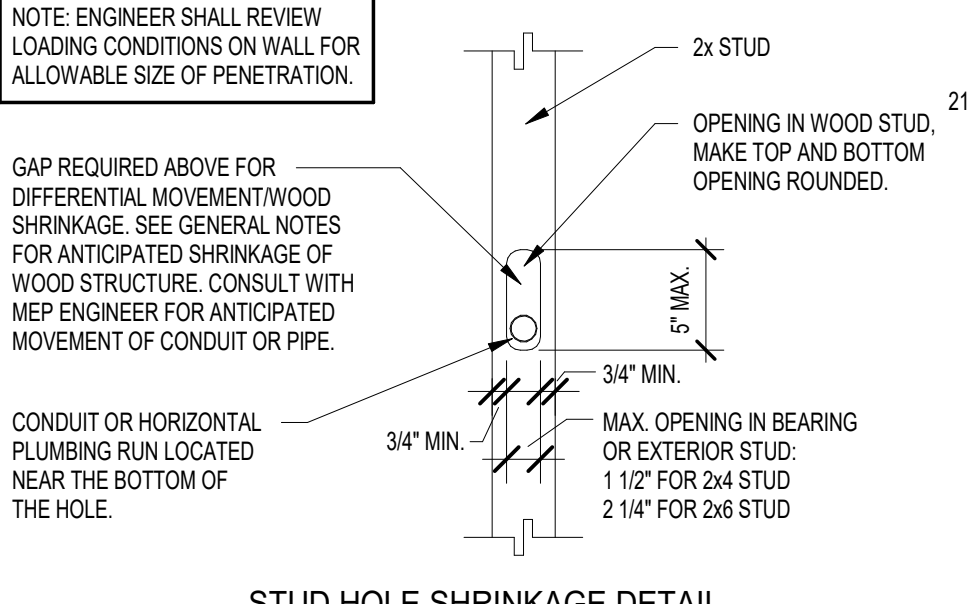 NOTE: ENGINEER SHALL REVIEW
LOADING CONDITIONS ON WALL FOR
ALLOWABLE SIZE OF PENETRATION.
2x STUD
21
OPENING IN WOOD STUD,
MAKE TOP AND BOTTOM
OPENING ROUNDED.
GAP REQUIRED ABOVE FOR
DIFFERENTIAL MOVEMENT/WOOD
SHRINKAGE. SEE GENERAL NOTES
FOR ANTICIPATED SHRINKAGE OF
WOOD STRUCTURE. CONSULT WITH
MEP ENGINEER FOR ANTICIPATED
MOVEMENT OF CONDUIT OR PIPE.
5" MAX.
3/4" MIN.
CONDUIT OR HORIZONTAL
PLUMBING RUN LOCATED
NEAR THE BOTTOM OF
THE HOLE.
3/4" MIN.
MAX. OPENING IN BEARING
OR EXTERIOR STUD:
1 1/2" FOR 2x4 STUD
2 1/4" FOR 2x6 STUD
STUD HOLE SHRINKAGE DETAIL